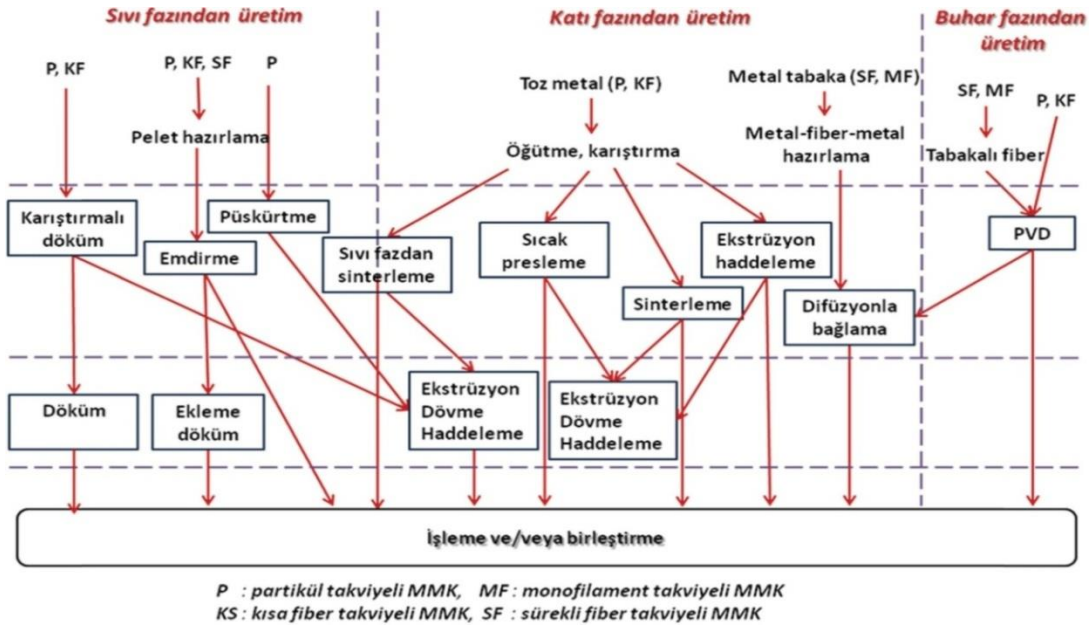 Sıvı fazından üretim
Katı fazından üretim
Buhar fazından
üretim
P, KF
P, KF, SF
P
Pelet hazırlama
Toz metal (P, KF)
Öğütme, karıştırma
Metal tabaka (SF, MF)
Metal-fiber-metal
hazırlama
SF, MF
P, KF
Tabakalı fiber
Karıştırmalı
döküm
Emdirme
Püskürtme
Sıvı fazdan
sinterleme
Sıcak
presleme
Sinterleme
Ekstrüzyon
haddeleme
Difüzyonla
bağlama
PVD
Döküm
Ekleme
döküm
Ekstrüzyon
Dövme
Haddeleme
Ekstrüzyon
Dövme
Haddeleme
İşleme ve/veya birleştirme
P : partikül takviyeli MMK, MF : monofilament takviyeli MMK
KS : kısa fiber takviyeli MMK, SF : sürekli fiber takviyeli MMK